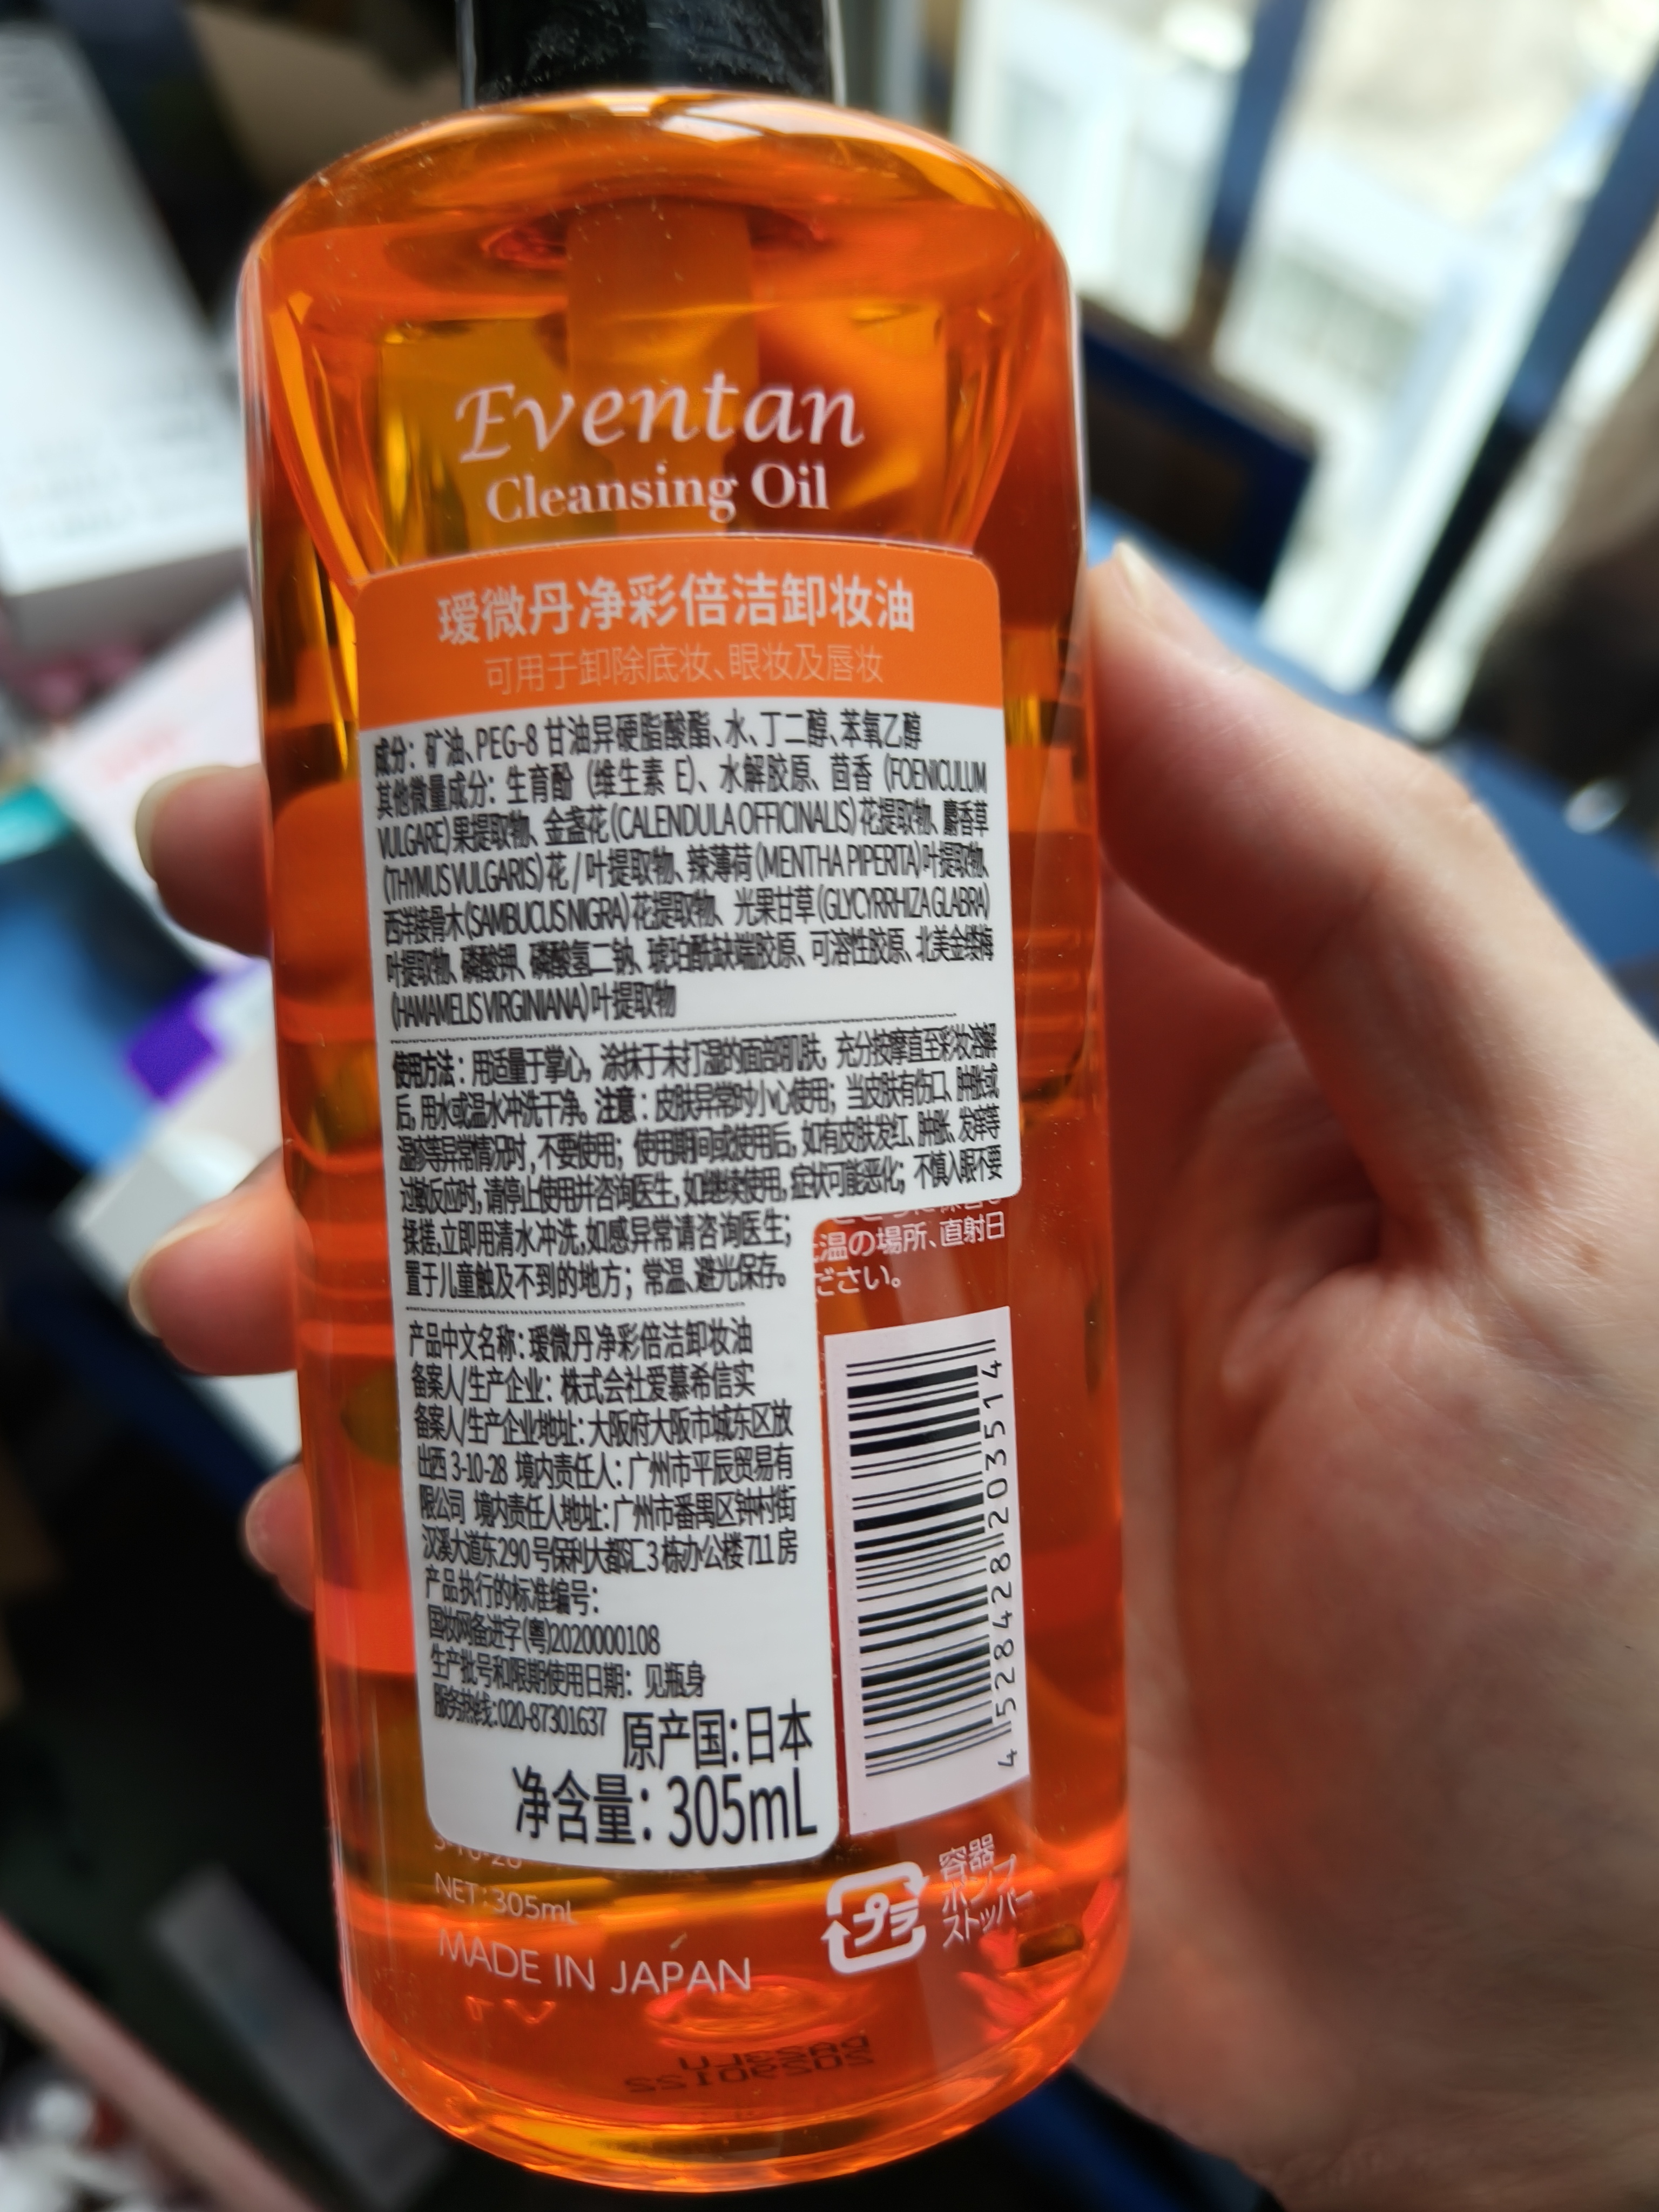 Eventan
Cleansing Oil
瑷微丹净彩倍洁卸妆油
可用于卸除底妆、眼妆及唇妆
成分：矿油、PEG-8 甘油异硬脂酸酯、水、丁二醇、苯氧乙醇
其他微量成分：生育酚（维生素 E）、水解胶原、茴香（FOENICULUM
VULGARE)果提取物、金盏花(CALENDULA OFFICINALIS)花提取物、麝香草
(THYMUS VULGARIS)花 / 叶提取物、辣薄荷(MENTHA PIPERITA)叶提取物、
西洋接骨木(SAMBUCUS NIGRA)花提取物、光果甘草(GLYCYRRHIZA GLABRA)
叶提取物、磷酸钾、磷酸氢二钠、琥珀酰缺端胶原、可溶性胶原、北美金缕梅
(HAMAMELIS VIRGINIANA)叶提取物
使用方法：用适量于掌心，涂抹于未打湿的面部肌肤，充分按摩直至彩妆溶解
后，用水或温水冲洗干净。注意：皮肤异常时小心使用；当皮肤有伤口、肿胀或
湿疹等异常情况时，不要使用；使用期间或使用后，如有皮肤发红、肿胀、发痒等
过敏反应时，请停止使用并咨询医生，如继续使用，症状可能恶化；不慎入眼不要
揉搓，立即用清水冲洗，如感异常请咨询医生；
置于儿童触及不到的地方；常温、避光保存。
温の場所、直射日
ださい。
产品中文名称：瑷微丹净彩倍洁卸妆油
备案人/生产企业：株式会社爱慕希信实
备案人/生产企业地址：大阪府大阪市城东区放
出西 3-10-28 境内责任人：广州市平辰贸易有
限公司 境内责任人地址：广州市番禺区钟村街
汉溪大道东290号保利大都汇3栋办公楼711房
产品执行的标准编号：
国妆网备进字(粤)2020000108
生产批号和限期使用日期：见瓶身
服务热线：020-87301637
原产国：日本
净含量：305mL
4 528428 203514
3-10-28
NET：305mL
MADE IN JAPAN
プラ
容器
ポンプ
ストッパー